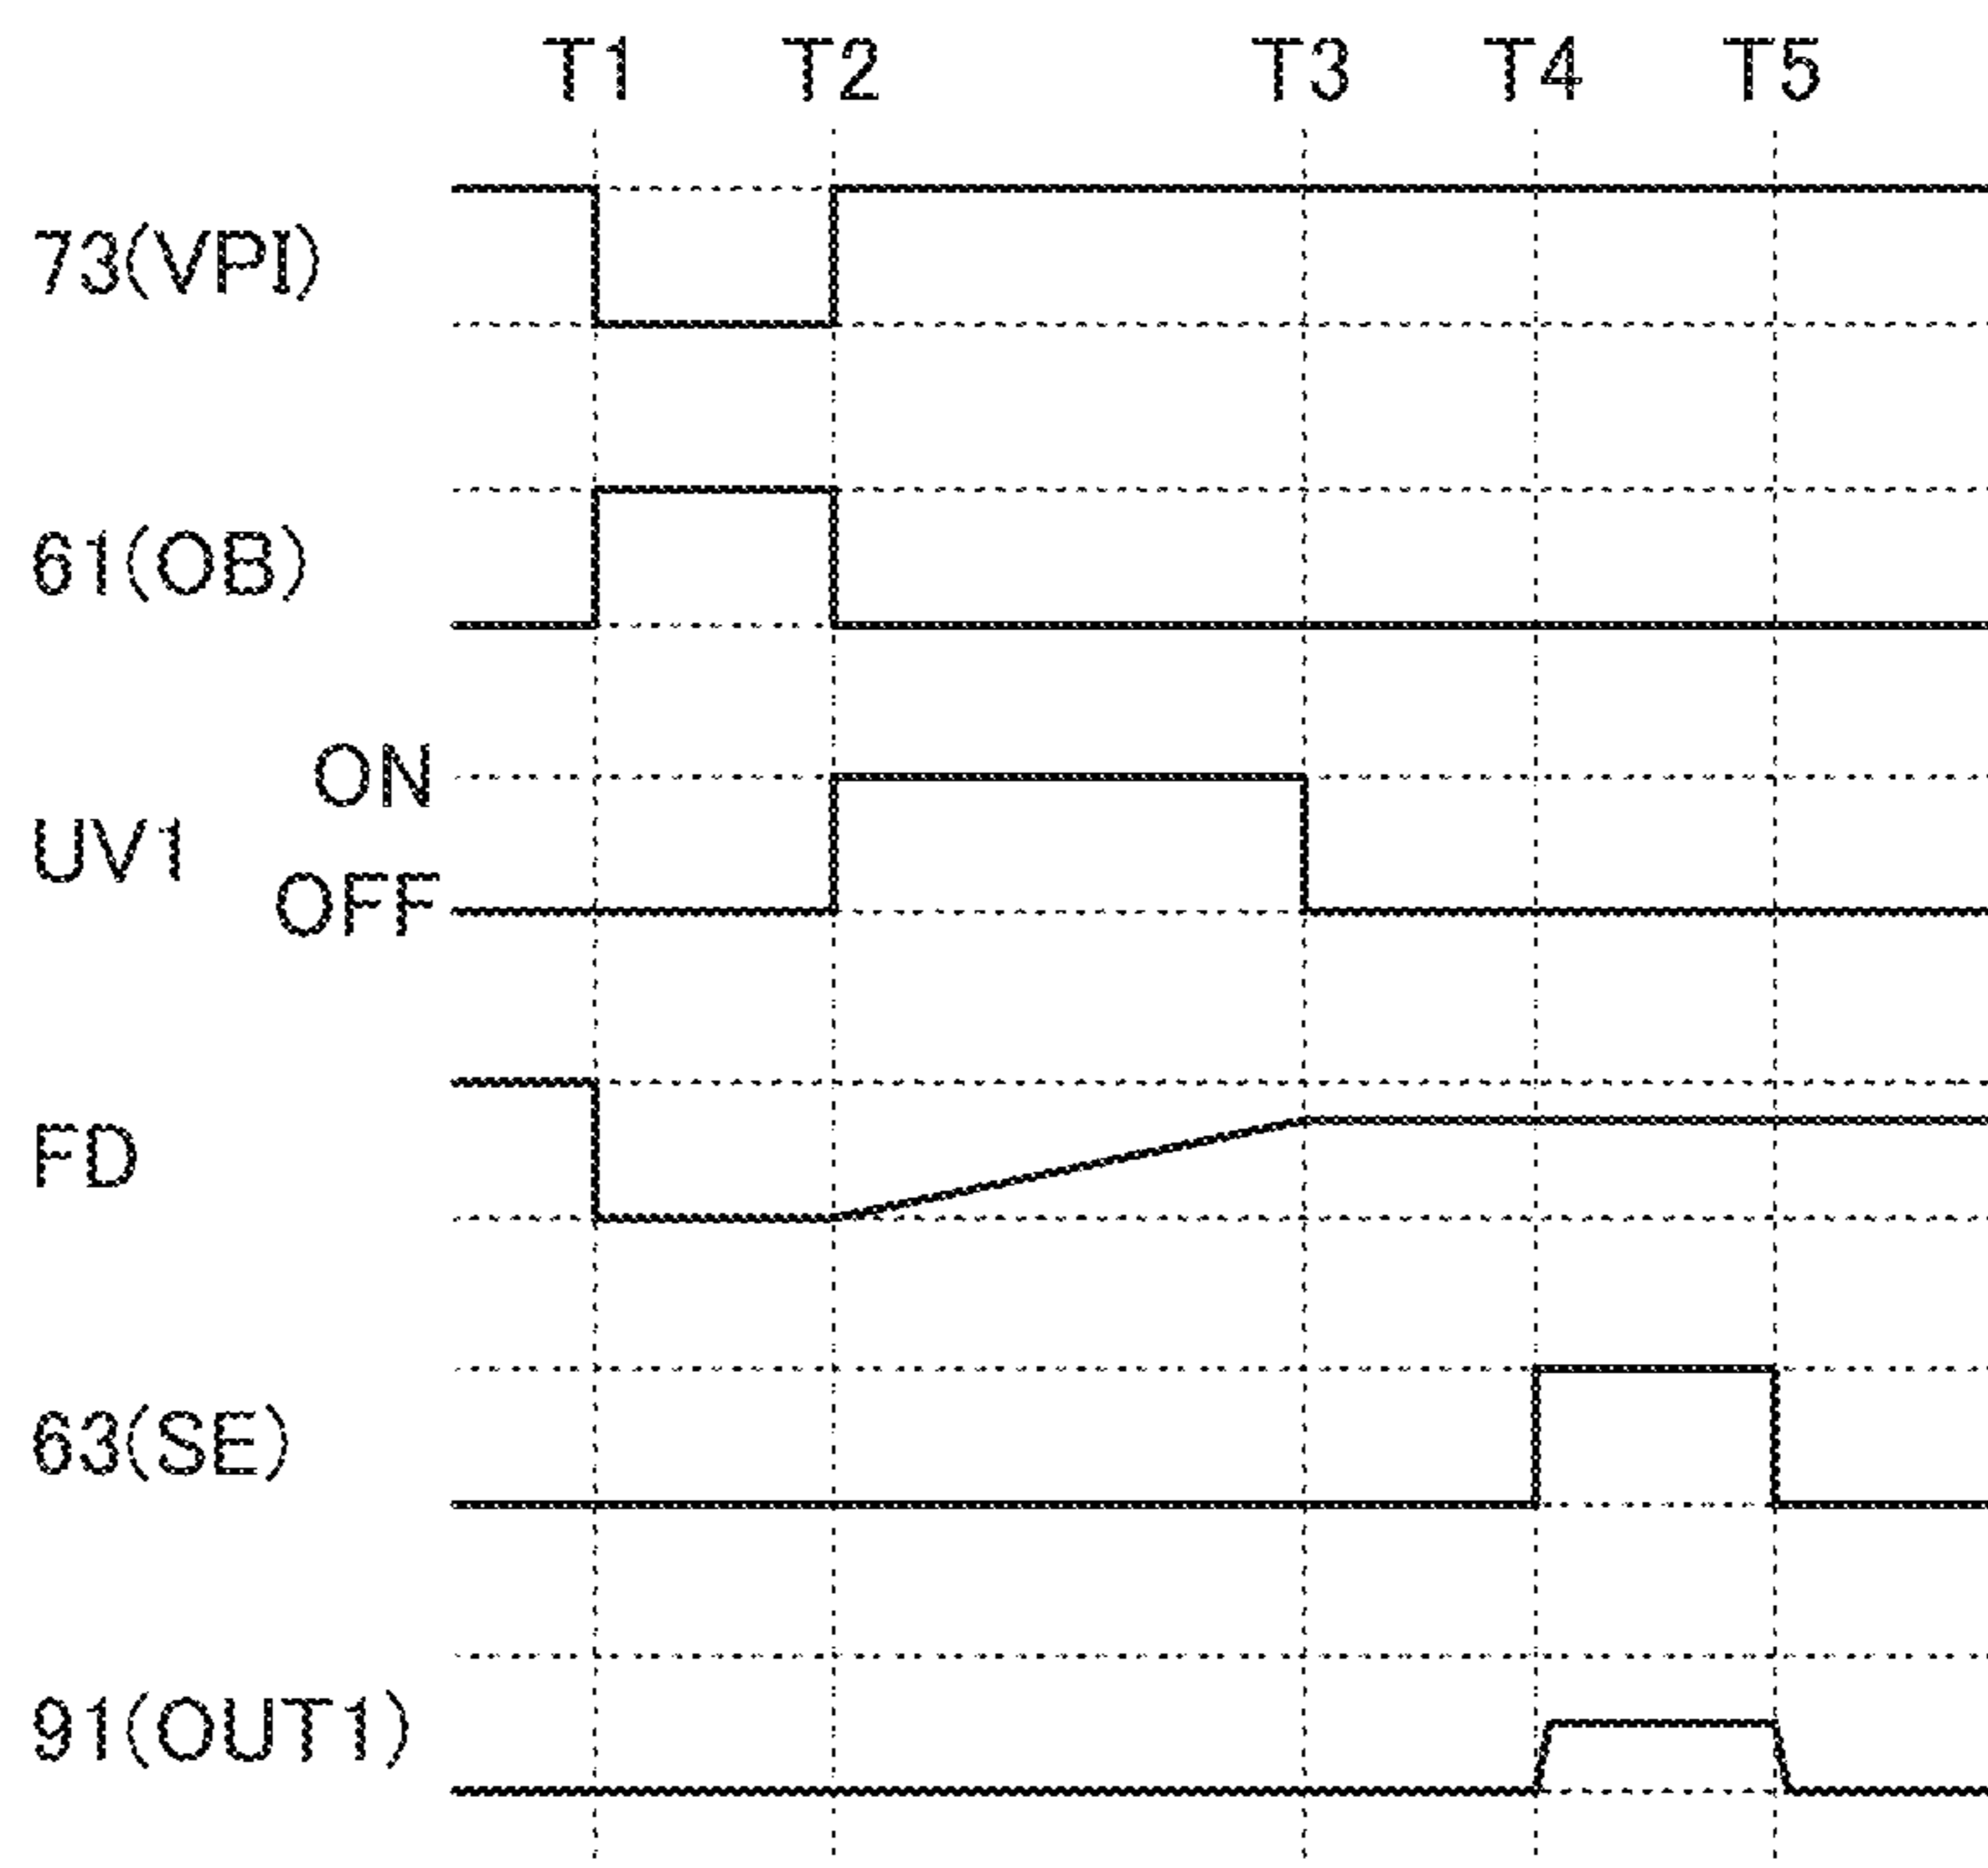 T1 T2 T3 T4 T5
73(VPI)
61(OB)
ON
UV1
OFF
FD
63(SE)
91(OUT1)